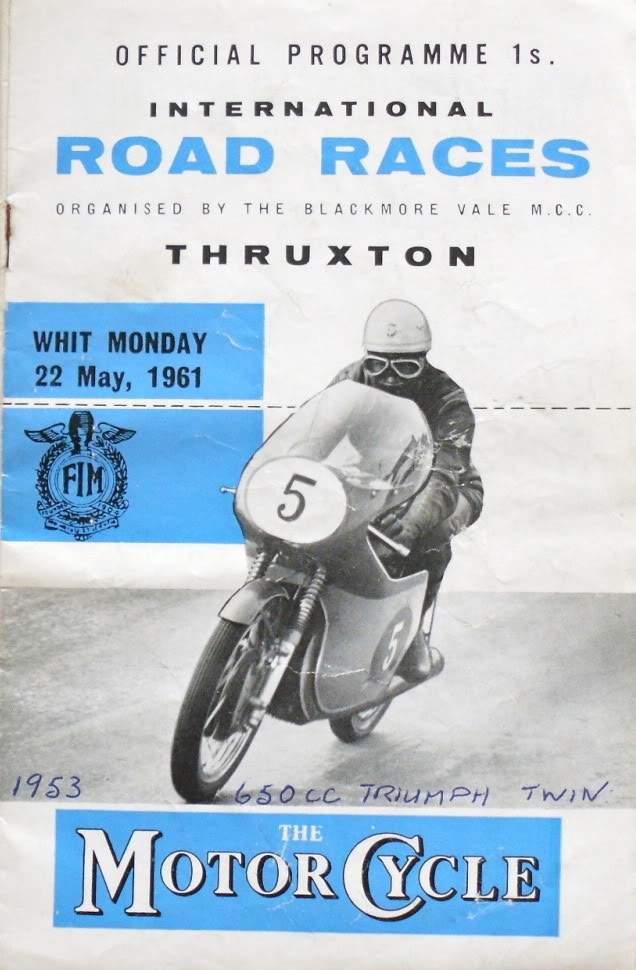 OFFICIAL PROGRAMME 1s.
INTERNATIONAL
ROAD RACES
ORGANISED BY THE BLACKMORE VALE M.C.C.
THRUXTON
WHIT MONDAY
22 May, 1961
FIM
5
5
1953 650CC TRIUMPH TWIN
THE
MOTOR CYCLE